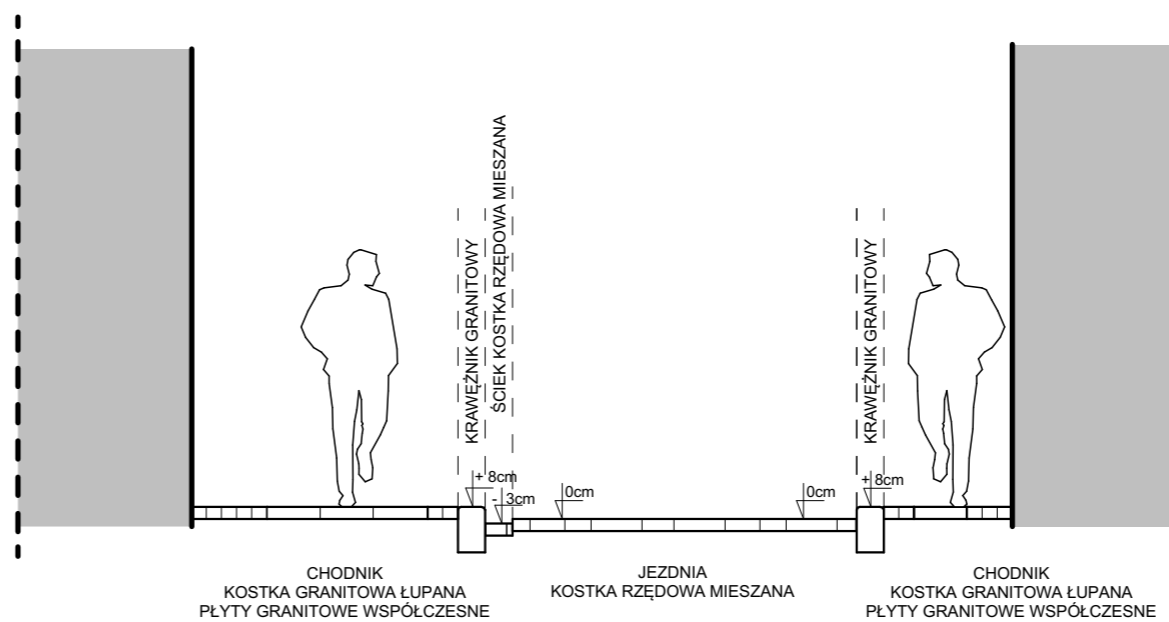 KRAWĘŻNIK GRANITOWY
ŚCIEK KOSTKA RZĘDOWA MIESZANA
KRAWĘŻNIK GRANITOWY
+ 8cm
- 3cm
0cm
0cm
+ 8cm
CHODNIK
KOSTKA GRANITOWA ŁUPANA
PŁYTY GRANITOWE WSPÓŁCZESNE
JEZDNIA
KOSTKA RZĘDOWA MIESZANA
CHODNIK
KOSTKA GRANITOWA ŁUPANA
PŁYTY GRANITOWE WSPÓŁCZESNE